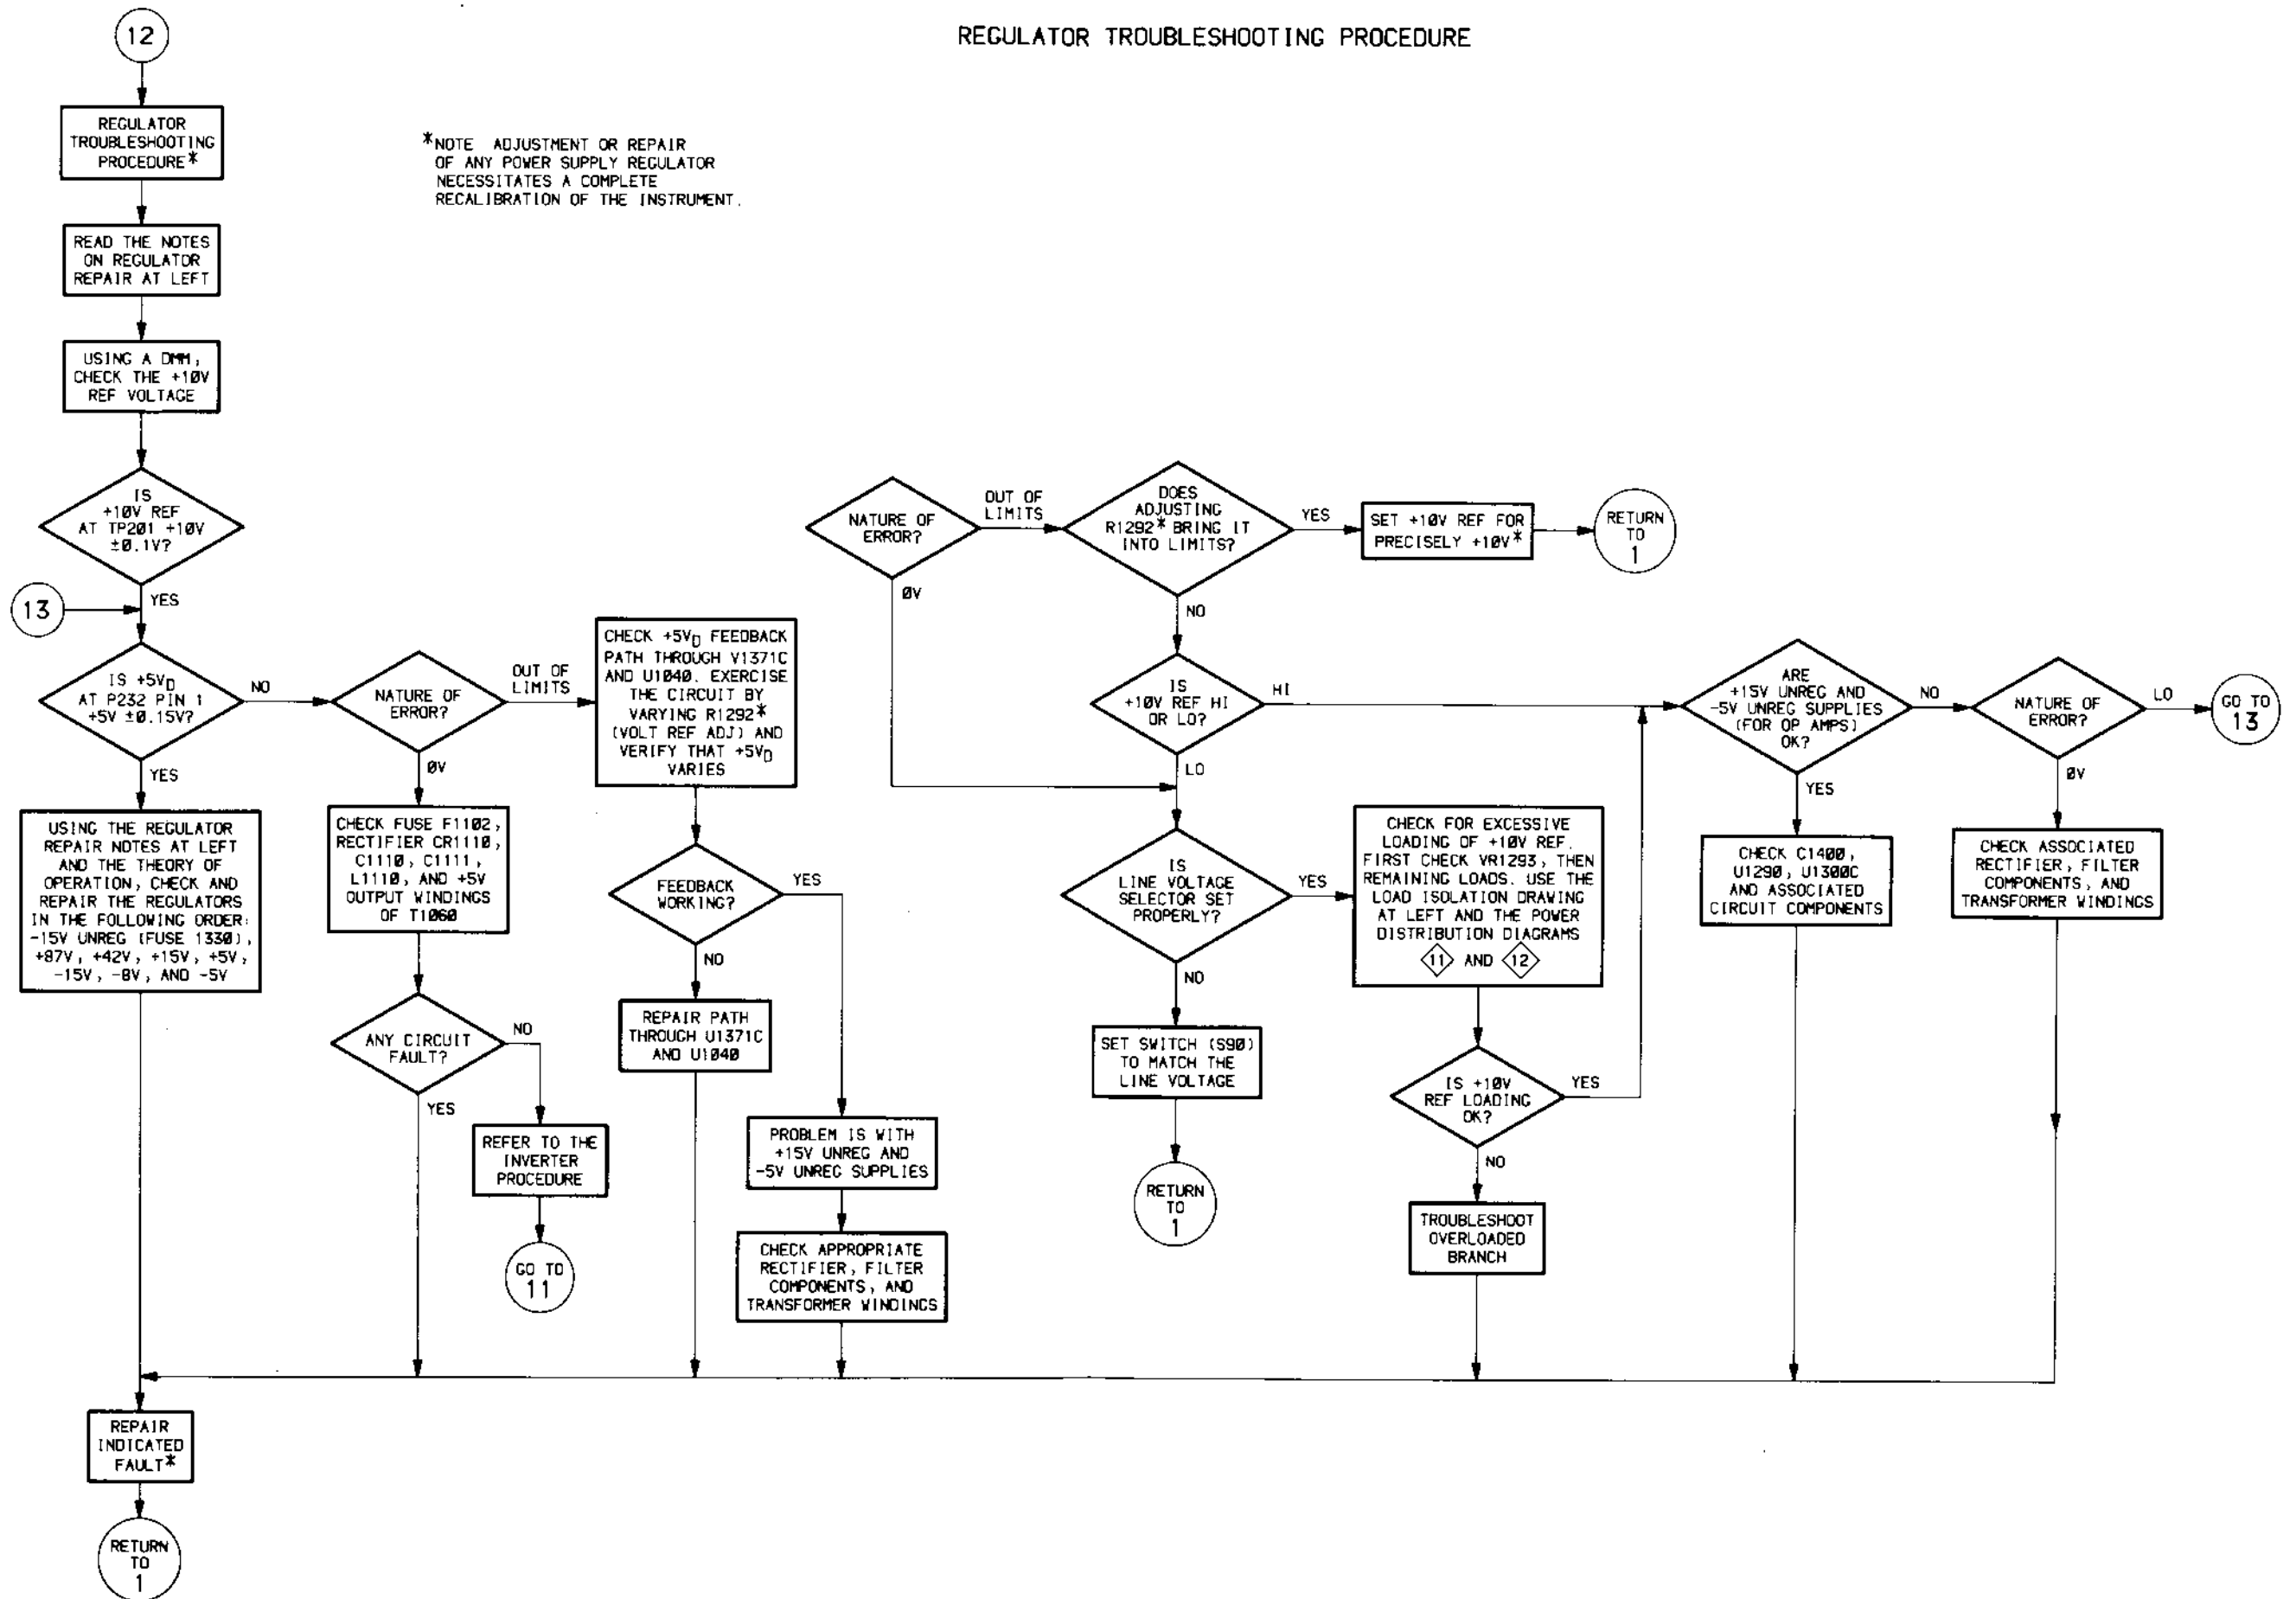 REGULATOR TROUBLESHOOTING PROCEDURE
12
REGULATOR
TROUBLESHOOTING
PROCEDURE*
*NOTE ADJUSTMENT OR REPAIR
OF ANY POWER SUPPLY REGULATOR
NECESSITATES A COMPLETE
RECALIBRATION OF THE INSTRUMENT.
READ THE NOTES
ON REGULATOR
REPAIR AT LEFT
USING A DMM,
CHECK THE +10V
REF VOLTAGE
IS
+10V REF
AT TP201 +10V
±0.1V?
YES
13
IS +5VD
AT P232 PIN 1
+5V ±0.15V?
NO
YES
USING THE REGULATOR
REPAIR NOTES AT LEFT
AND THE THEORY OF
OPERATION, CHECK AND
REPAIR THE REGULATORS
IN THE FOLLOWING ORDER:
-15V UNREG (FUSE 1330),
+87V, +42V, +15V, +5V,
-15V, -8V, AND -5V
NATURE OF
ERROR?
OUT OF
LIMITS
0V
CHECK FUSE F1102,
RECTIFIER CR1110,
C1110, C1111,
L1110, AND +5V
OUTPUT WINDINGS
OF T1060
ANY CIRCUIT
FAULT?
NO
YES
REFER TO THE
INVERTER
PROCEDURE
GO TO
11
CHECK +5VD FEEDBACK
PATH THROUGH V1371C
AND U1040. EXERCISE
THE CIRCUIT BY
VARYING R1292*
(VOLT REF ADJ) AND
VERIFY THAT +5VD
VARIES
FEEDBACK
WORKING?
YES
NO
REPAIR PATH
THROUGH U1371C
AND U1040
PROBLEM IS WITH
+15V UNREG AND
-5V UNREG SUPPLIES
CHECK APPROPRIATE
RECTIFIER, FILTER
COMPONENTS, AND
TRANSFORMER WINDINGS
NATURE OF
ERROR?
OUT OF
LIMITS
0V
DOES
ADJUSTING
R1292* BRING IT
INTO LIMITS?
YES
NO
SET +10V REF FOR
PRECISELY +10V*
RETURN
TO
1
IS
+10V REF HI
OR LO?
HI
LO
IS
LINE VOLTAGE
SELECTOR SET
PROPERLY?
YES
NO
SET SWITCH (S90)
TO MATCH THE
LINE VOLTAGE
RETURN
TO
1
CHECK FOR EXCESSIVE
LOADING OF +10V REF.
FIRST CHECK VR1293, THEN
REMAINING LOADS. USE THE
LOAD ISOLATION DRAWING
AT LEFT AND THE POWER
DISTRIBUTION DIAGRAMS
11 AND 12
IS +10V
REF LOADING
OK?
YES
NO
TROUBLESHOOT
OVERLOADED
BRANCH
ARE
+15V UNREG AND
-5V UNREG SUPPLIES
(FOR OP AMPS)
OK?
NO
YES
CHECK C1400,
U1290, U1300C
AND ASSOCIATED
CIRCUIT COMPONENTS
NATURE OF
ERROR?
LO
0V
GO TO
13
CHECK ASSOCIATED
RECTIFIER, FILTER
COMPONENTS, AND
TRANSFORMER WINDINGS
REPAIR
INDICATED
FAULT*
RETURN
TO
1